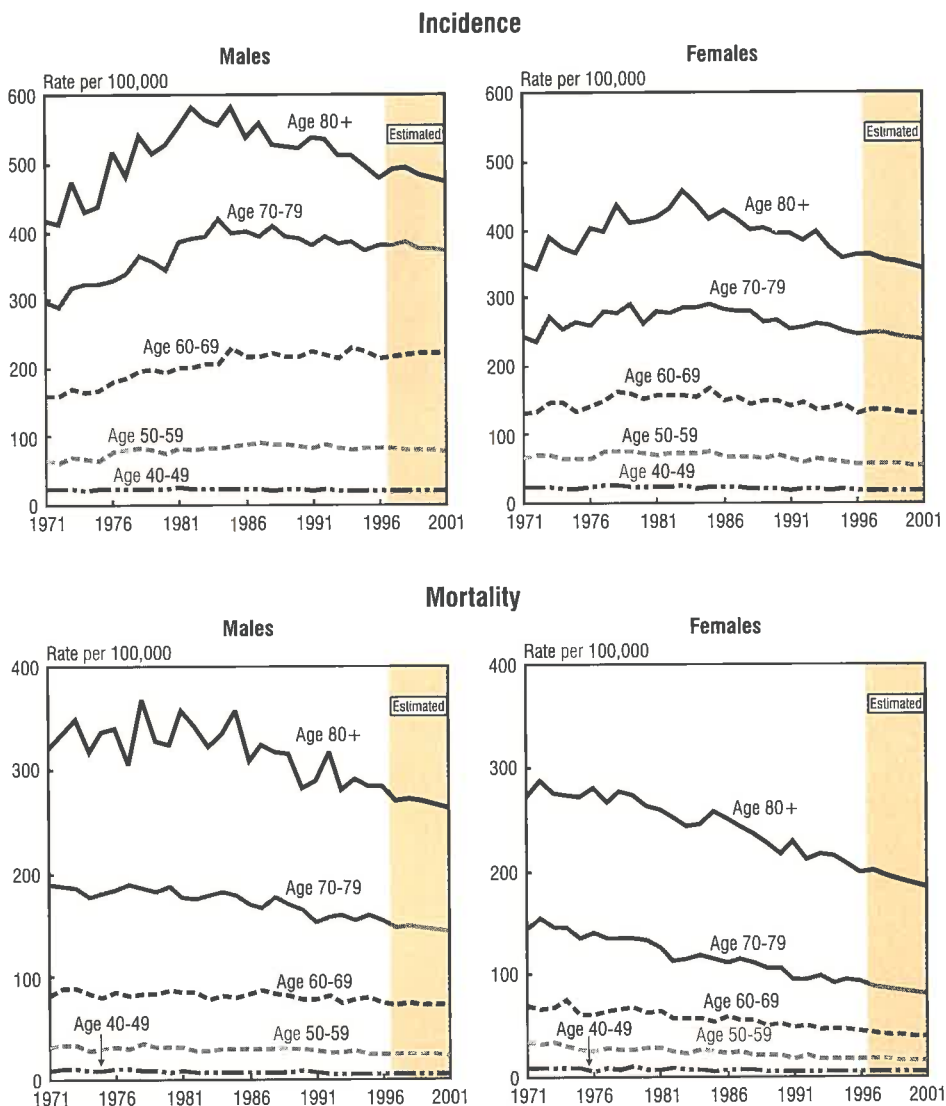 Incidence
Males
Rate per 100,000
600
500
400
300
200
100
0
Age 80+
Estimated
Age 70-79
Age 60-69
Age 50-59
Age 40-49
1971 1976 1981 1986 1991 1996 2001
Females
Rate per 100,000
600
500
400
300
200
100
0
Estimated
Age 80+
Age 70-79
Age 60-69
Age 50-59
Age 40-49
1971 1976 1981 1986 1991 1996 2001
Mortality
Males
Rate per 100,000
400
300
200
100
0
Estimated
Age 80+
Age 70-79
Age 60-69
Age 40-49
Age 50-59
1971 1976 1981 1986 1991 1996 2001
Females
Rate per 100,000
400
300
200
100
0
Estimated
Age 80+
Age 70-79
Age 60-69
Age 40-49
Age 50-59
1971 1976 1981 1986 1991 1996 2001